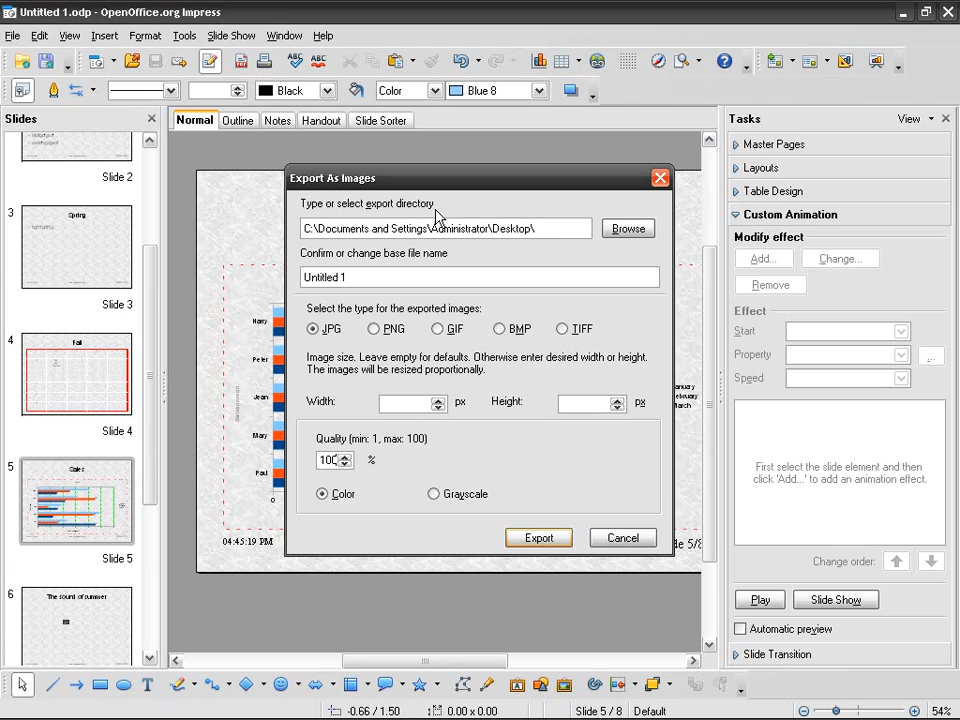 Untitled 1.odp - OpenOffice.org Impress
File Edit View Insert Format Tools Slide Show Window Help
Black Color Blue 8
Slides
Normal Outline Notes Handout Slide Sorter
Tasks View
Slide 2
3 Spring
Slide 3
4 Fall
Slide 4
5 Sales
Slide 5
6 The sound of summer
Export As Images
Type or select export directory
C:\Documents and Settings\Administrator\Desktop\
Browse
Confirm or change base file name
Untitled 1
Select the type for the exported images:
JPG PNG GIF BMP TIFF
Image size. Leave empty for defaults. Otherwise enter desired width or height.
The images will be resized proportionally.
Width: px Height: px
Quality (min: 1, max: 100)
100 %
Color Grayscale
Export Cancel
Harry
Peter
Jean
Mary
Paul
0
anuary
ebruary
March
04:45:19 PM
de 5/8
Master Pages
Layouts
Table Design
Custom Animation
Modify effect
Add... Change...
Remove
Effect
Start
Property ...
Speed
First select the slide element and then
click 'Add...' to add an animation effect.
Change order:
Play Slide Show
Automatic preview
Slide Transition
-0.66 / 1.50 0.00 x 0.00 Slide 5 / 8 Default 54%